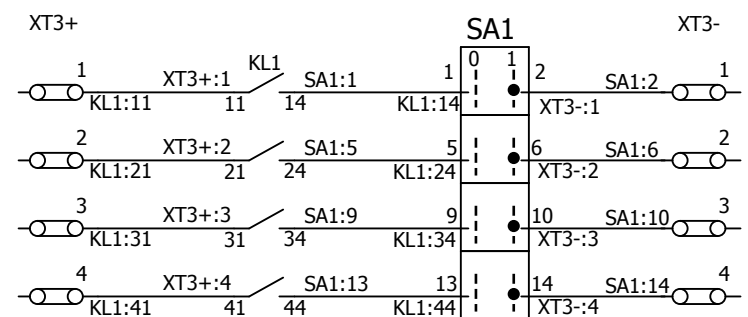 XT3+ SA1 XT3-
0 1
1 XT3+:1 KL1 SA1:1 1 2 SA1:2 1
KL1:11 11 14 KL1:14 XT3-:1
2 XT3+:2 SA1:5 5 6 SA1:6 2
KL1:21 21 24 KL1:24 XT3-:2
3 XT3+:3 SA1:9 9 10 SA1:10 3
KL1:31 31 34 KL1:34 XT3-:3
4 XT3+:4 SA1:13 13 14 SA1:14 4
KL1:41 41 44 KL1:44 XT3-:4